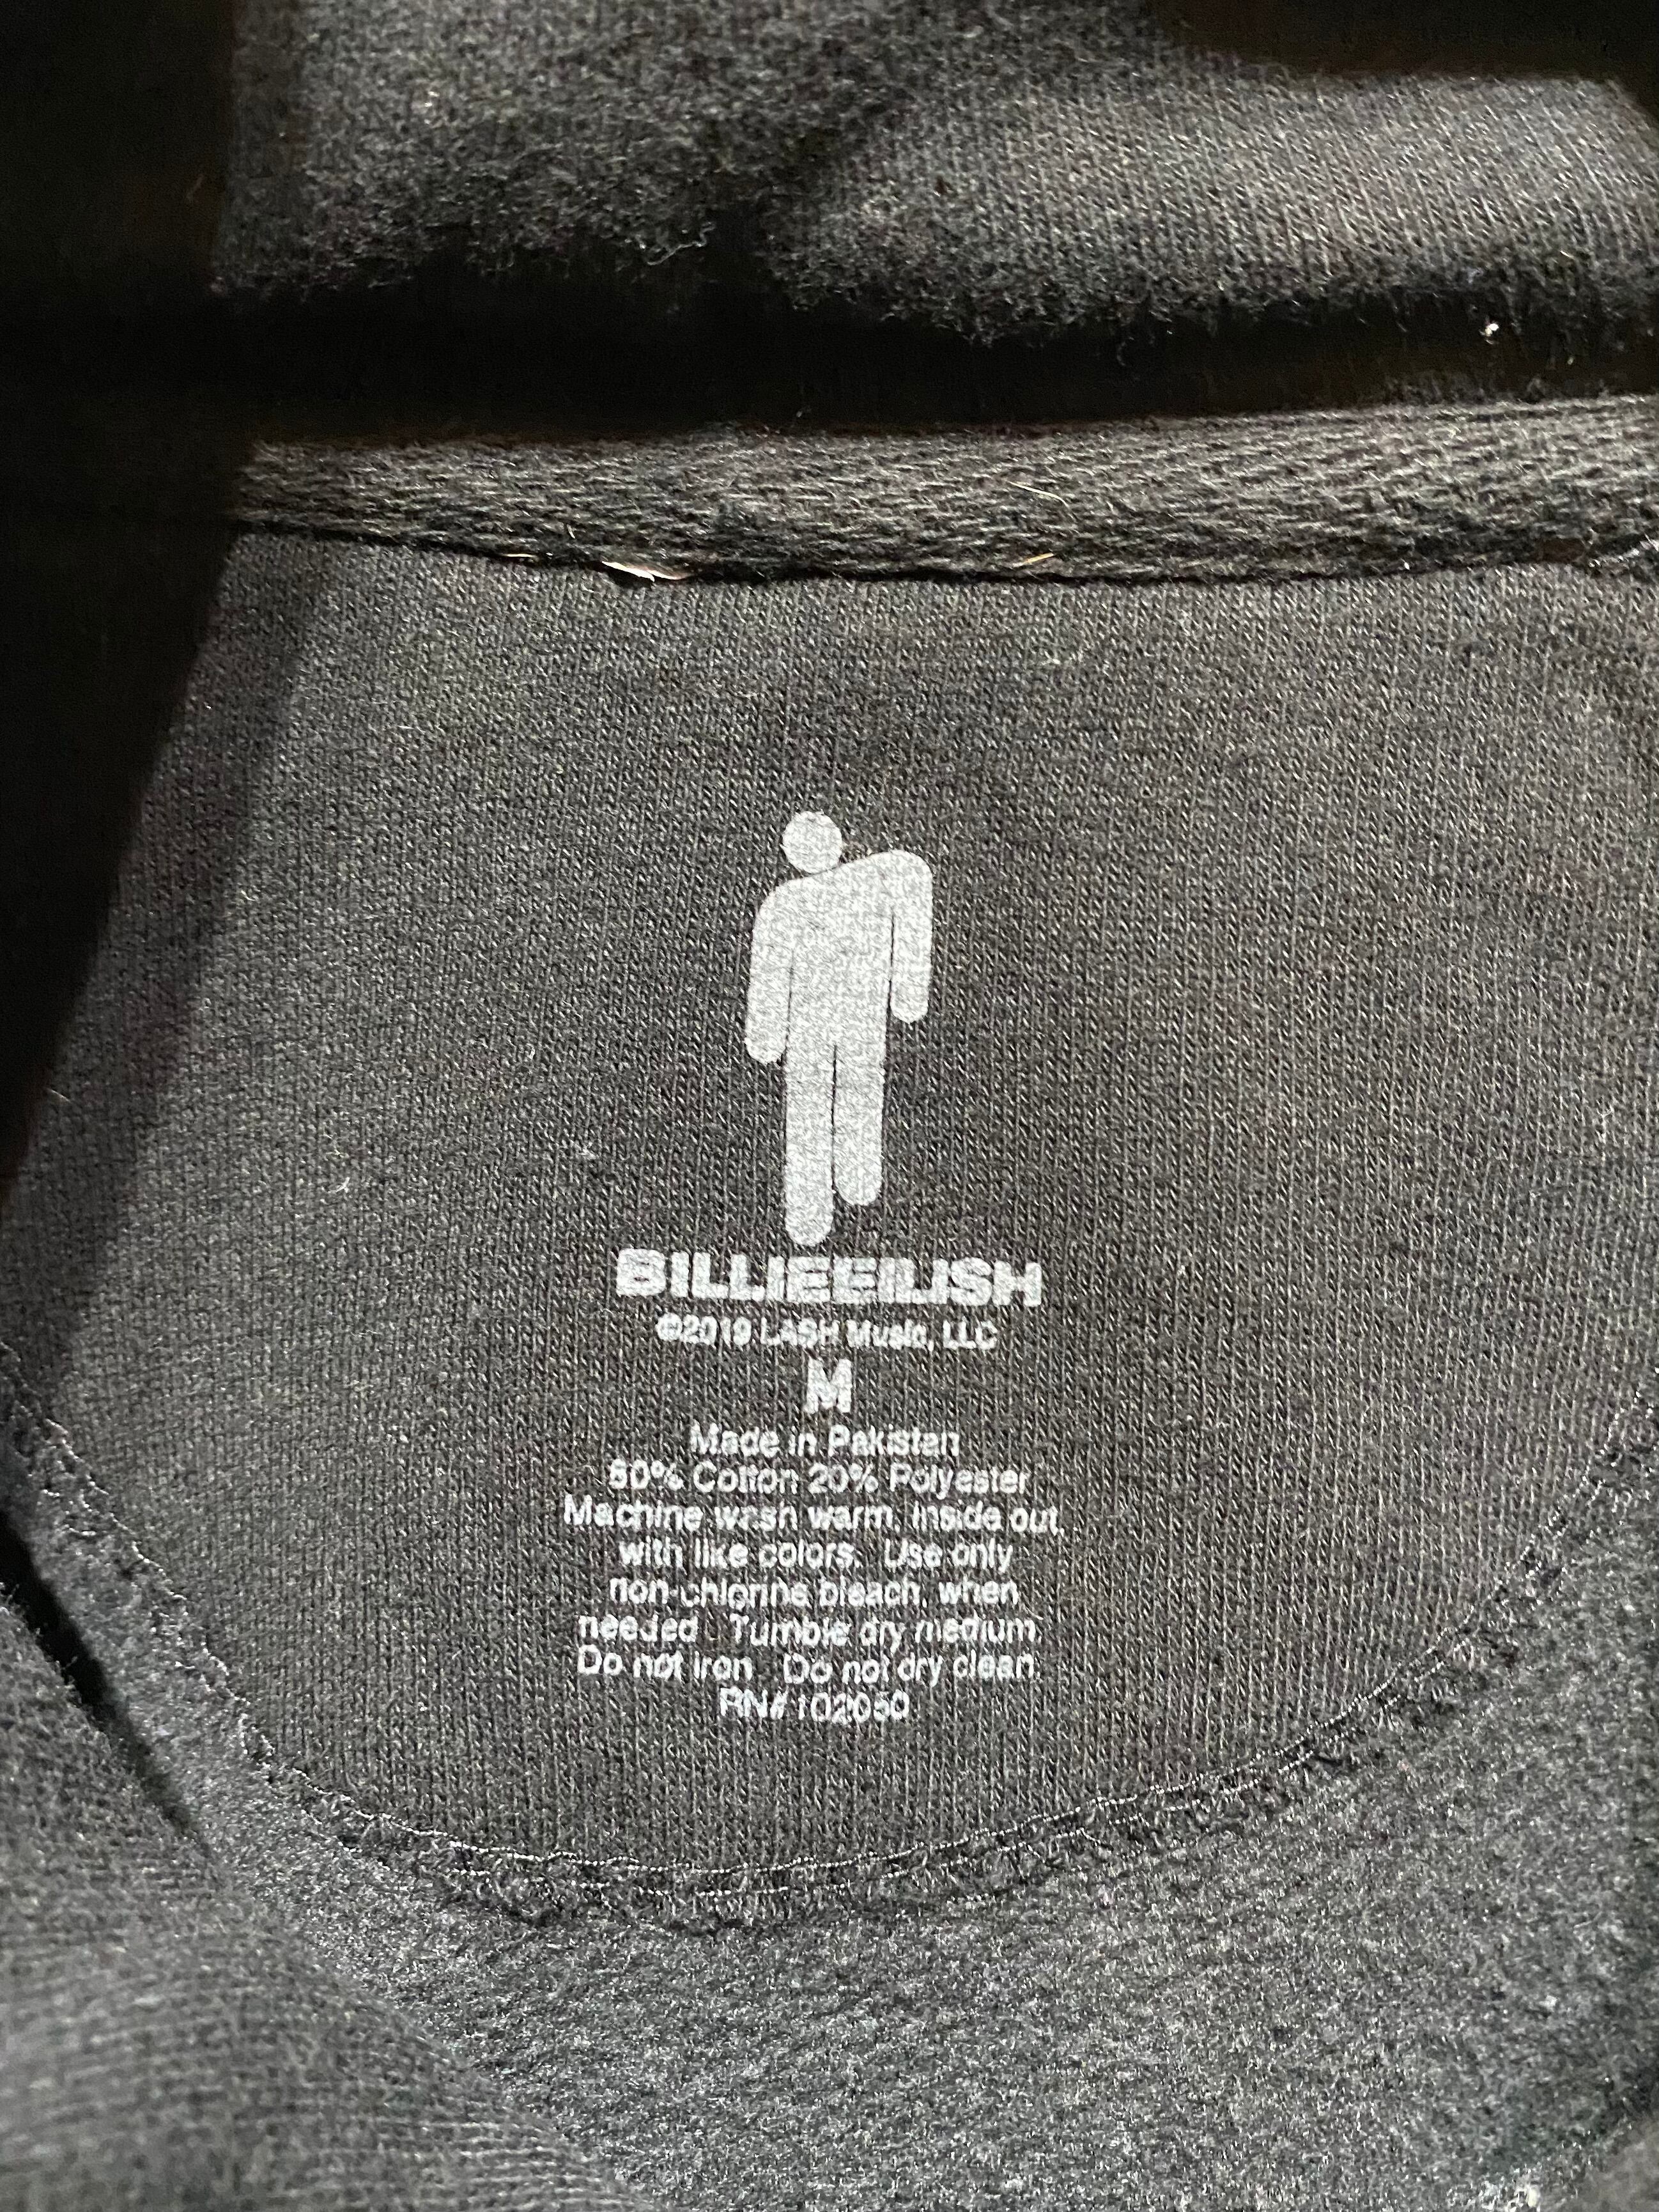 BILLIEEILISH
©2019 LASH Music, LLC
M
Made in Pakistan
80% Cotton 20% Polyester
Machine wash warm, inside out,
with like colors. Use only
non-chlorine bleach, when
needed. Tumble dry medium.
Do not iron. Do not dry clean.
RN# 102050